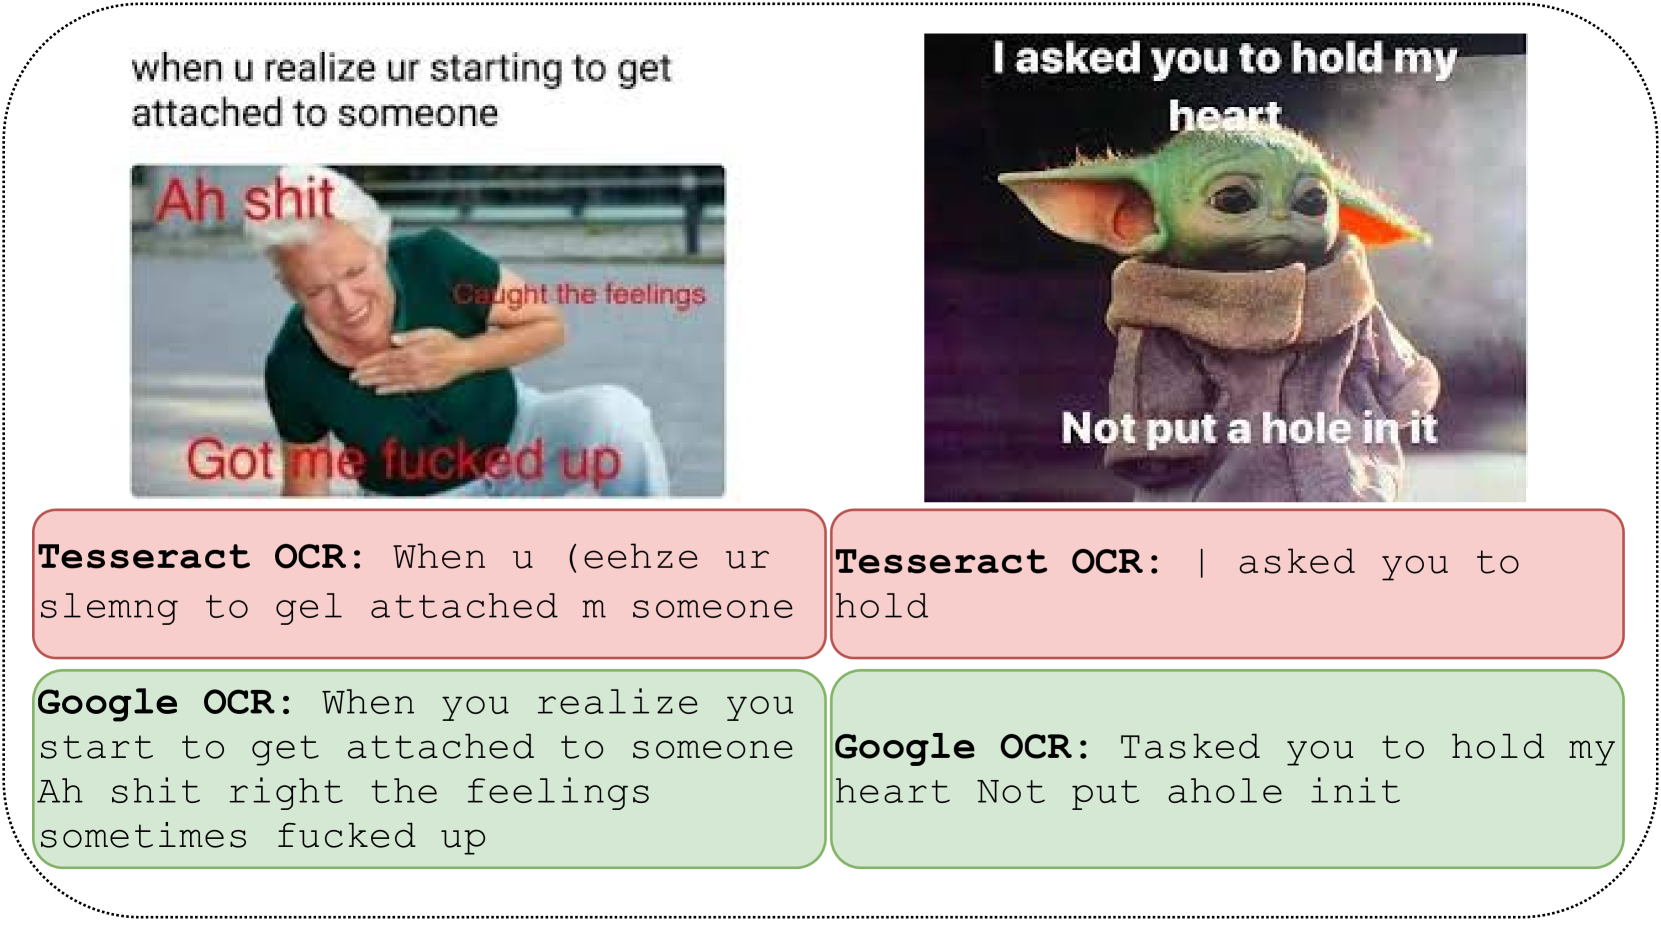 when u realize ur starting to get
attached to someone
Ah shit
Caught the feelings
Got me fucked up
I asked you to hold my
heart
Not put a hole in it
Tesseract OCR: When u (eehze ur
slemng to gel attached m someone
Tesseract OCR: | asked you to
hold
Google OCR: When you realize you
start to get attached to someone
Ah shit right the feelings
sometimes fucked up
Google OCR: Tasked you to hold my
heart Not put ahole init